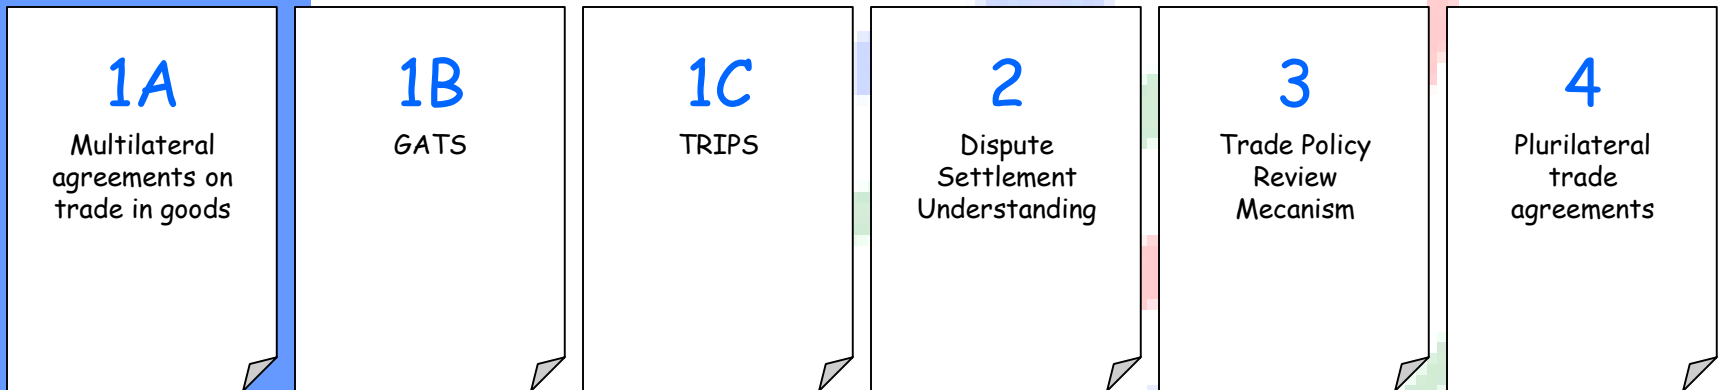 1A
Multilateral
agreements on
trade in goods
1B
GATS
1C
TRIPS
2
Dispute
Settlement
Understanding
3
Trade Policy
Review
Mecanism
4
Plurilateral
trade
agreements